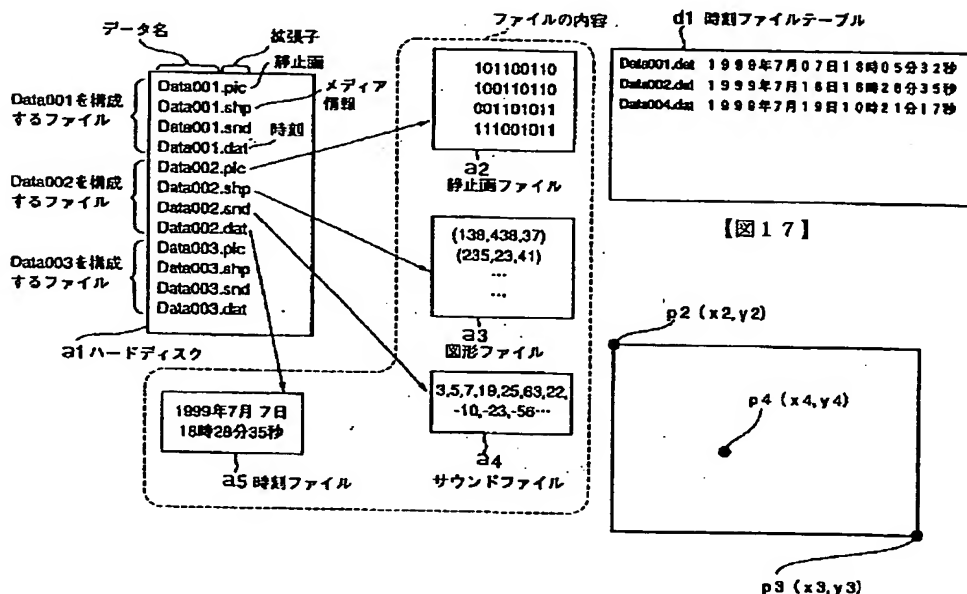 データ名
拡張子
静止画
Data001を構成
するファイル
Data001.pic
Data001.shp
メディア
情報
Data001.snd
Data001.dat
時刻
Data002を構成
するファイル
Data002.pic
Data002.shp
Data002.snd
Data002.dat
Data003を構成
するファイル
Data003.pic
Data003.shp
Data003.snd
Data003.dat
a1 ハードディスク
1999年7月 7日
18時28分35秒
a5 時刻ファイル
ファイルの内容
101100110
100110110
001101011
111001011
a2
静止画ファイル
(138,438,37)
(235,23,41)
…
…
a3
図形ファイル
3,5,7,19,25,63,22,
-10,-23,-56…
a4
サウンドファイル
d1 時刻ファイルテーブル
Data001.dat 1999年7月07日18時05分32秒
Data002.dat 1999年7月16日16時26分35秒
Data004.dat 1999年7月19日10時21分17秒
【図17】
p2 (x2,y2)
p4 (x4,y4)
p3 (x3,y3)